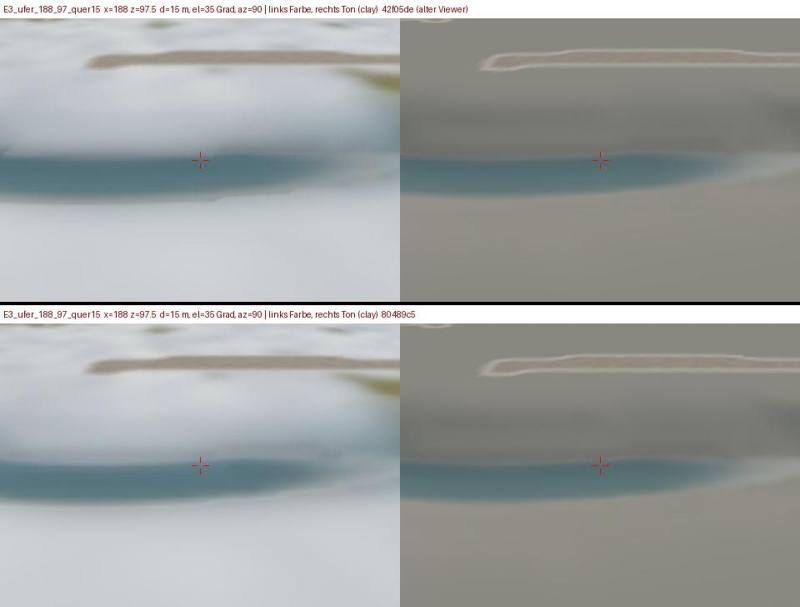 E3_ufer_188_97_quer15 x=188 z=97.5 d=15 m, el=35 Grad, az=90 | links Farbe, rechts Ton (clay) 42f05de (alter Viewer)
E3_ufer_188_97_quer15 x=188 z=97.5 d=15 m, el=35 Grad, az=90 | links Farbe, rechts Ton (clay) 80489c5